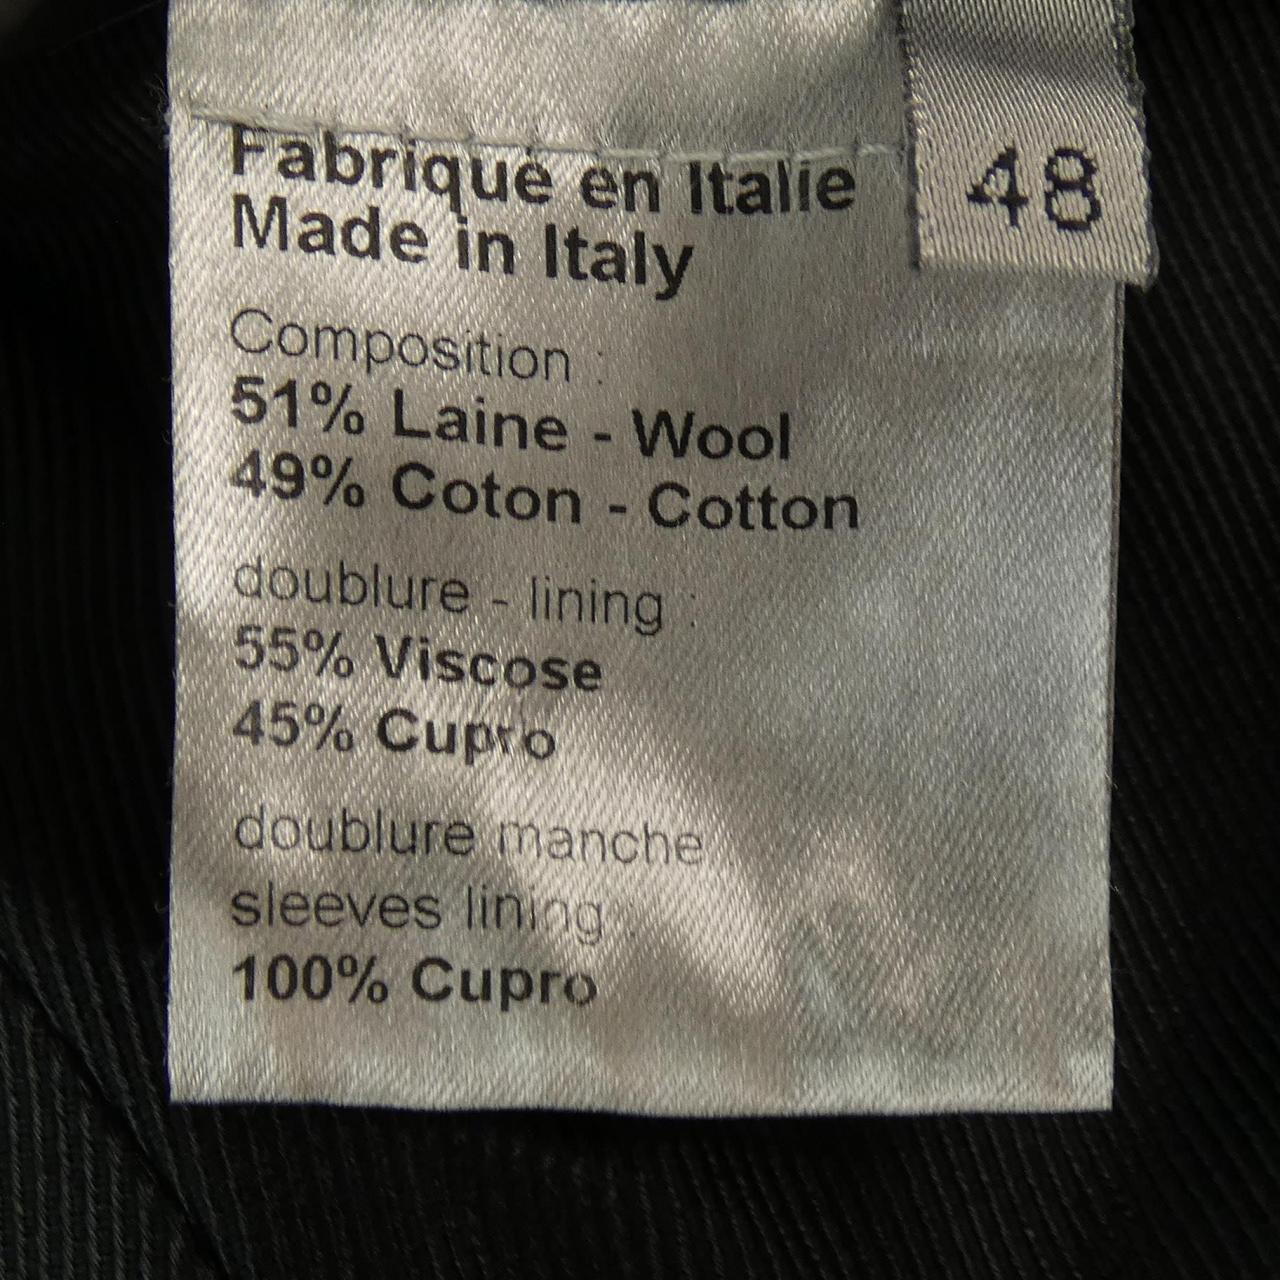 Fabriqué en Italie
Made in Italy
48
Composition :
51% Laine - Wool
49% Coton - Cotton
doublure - lining :
55% Viscose
45% Cupro
doublure manche
sleeves lining :
100% Cupro